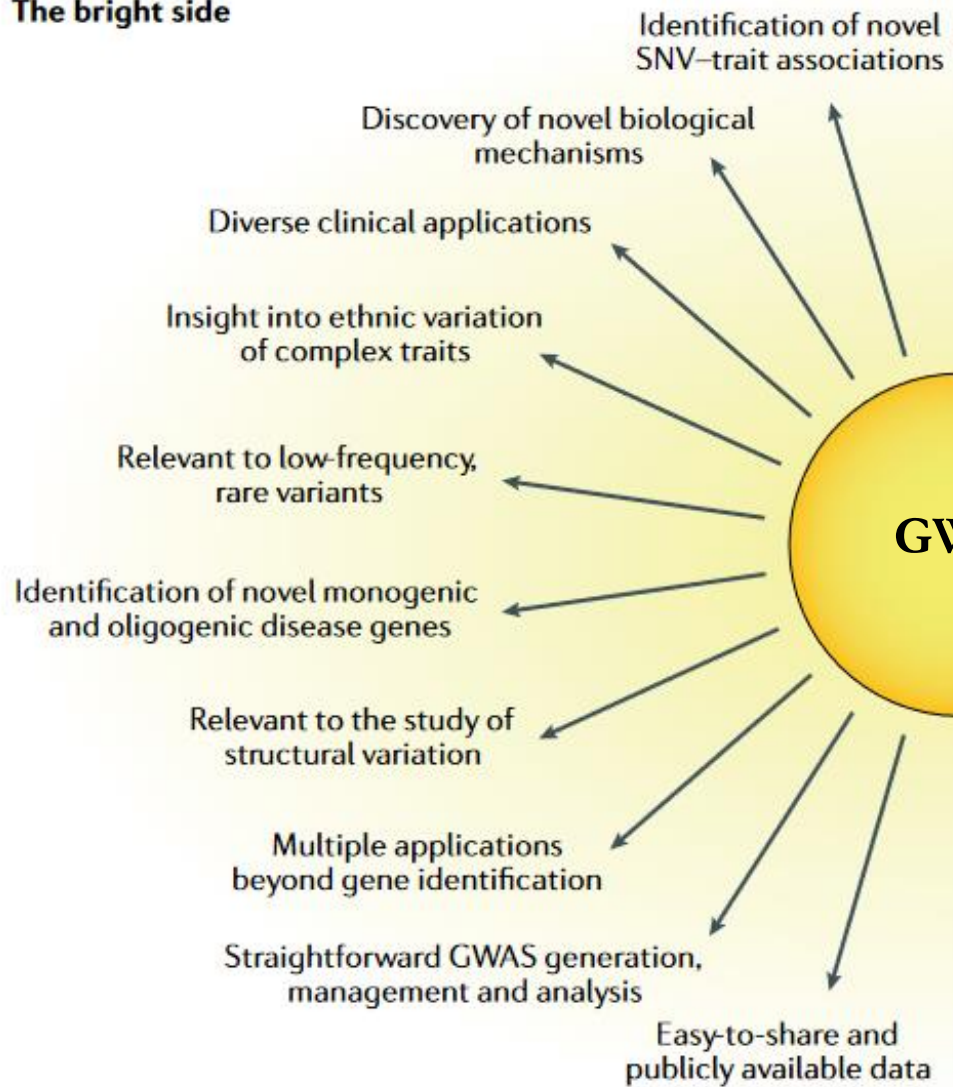 The bright side
Identification of novel
SNV–trait associations
Discovery of novel biological
mechanisms
Diverse clinical applications
Insight into ethnic variation
of complex traits
Relevant to low-frequency,
rare variants
GW
Identification of novel monogenic
and oligogenic disease genes
Relevant to the study of
structural variation
Multiple applications
beyond gene identification
Straightforward GWAS generation,
management and analysis
Easy-to-share and
publicly available data